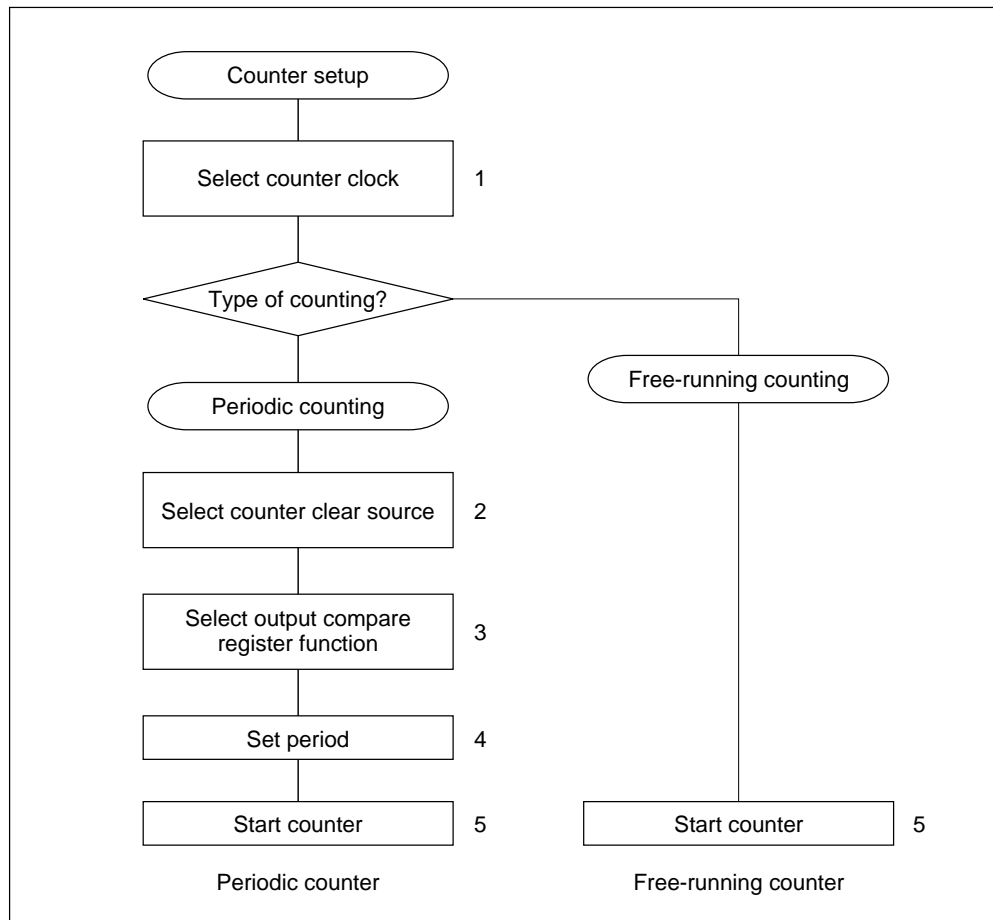 Counter setup
Select counter clock
1
Type of counting?
Free-running counting
Periodic counting
Select counter clear source
2
Select output compare
register function
3
Set period
4
Start counter
5
Start counter
5
Periodic counter
Free-running counter